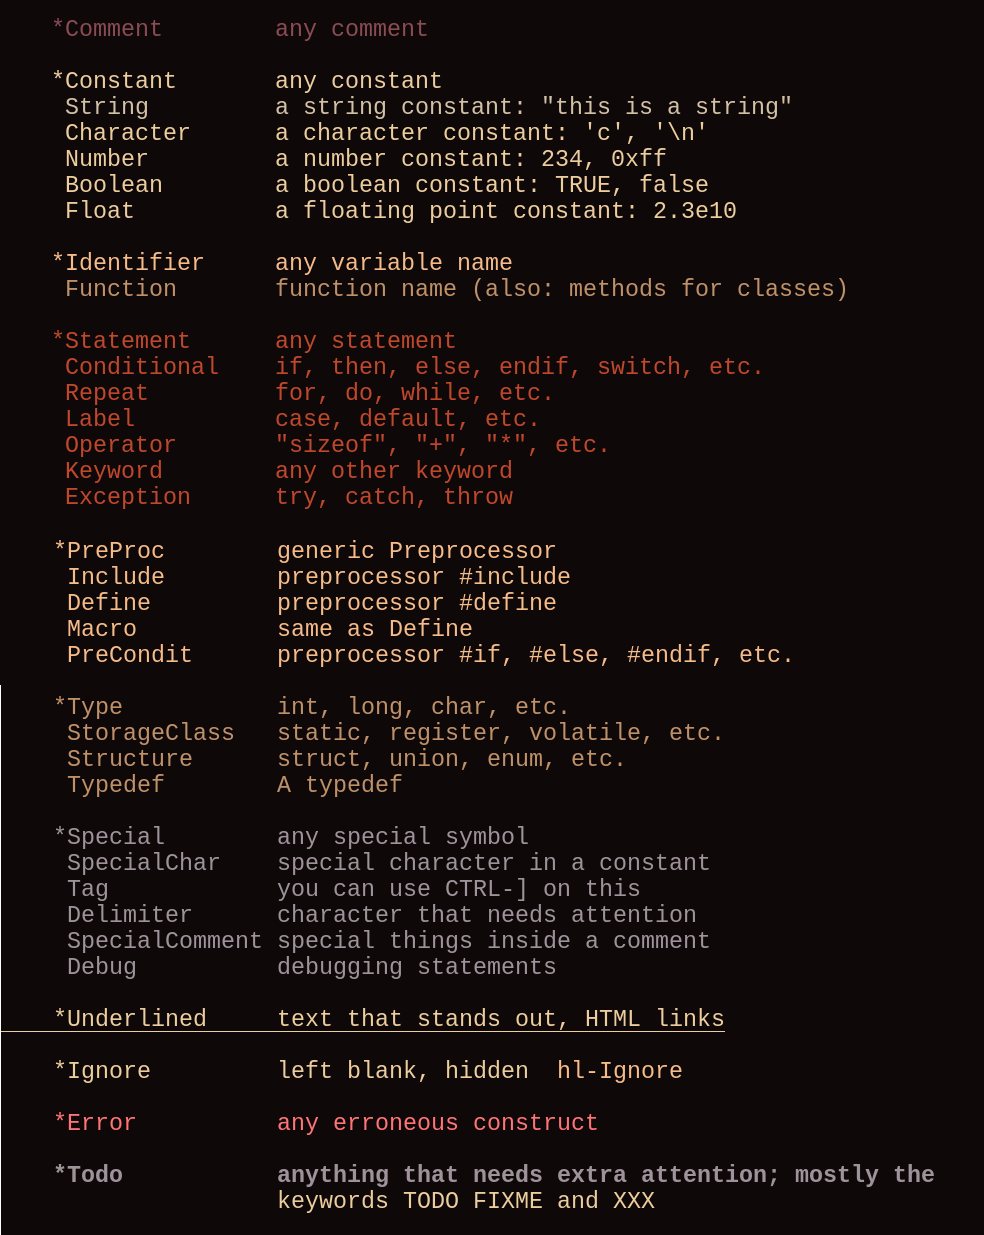 *Comment        any comment
*Constant       any constant
 String         a string constant: "this is a string"
 Character      a character constant: 'c', '\n'
 Number         a number constant: 234, 0xff
 Boolean        a boolean constant: TRUE, false
 Float          a floating point constant: 2.3e10
*Identifier     any variable name
 Function       function name (also: methods for classes)
*Statement      any statement
 Conditional    if, then, else, endif, switch, etc.
 Repeat         for, do, while, etc.
 Label          case, default, etc.
 Operator       "sizeof", "+", "*", etc.
 Keyword        any other keyword
 Exception      try, catch, throw
*PreProc        generic Preprocessor
 Include        preprocessor #include
 Define         preprocessor #define
 Macro          same as Define
 PreCondit      preprocessor #if, #else, #endif, etc.
*Type           int, long, char, etc.
 StorageClass   static, register, volatile, etc.
 Structure      struct, union, enum, etc.
 Typedef        A typedef
*Special        any special symbol
 SpecialChar    special character in a constant
 Tag            you can use CTRL-] on this
 Delimiter      character that needs attention
 SpecialComment special things inside a comment
 Debug          debugging statements
*Underlined     text that stands out, HTML links
*Ignore         left blank, hidden  hl-Ignore
*Error          any erroneous construct
*Todo           anything that needs extra attention; mostly the
                keywords TODO FIXME and XXX